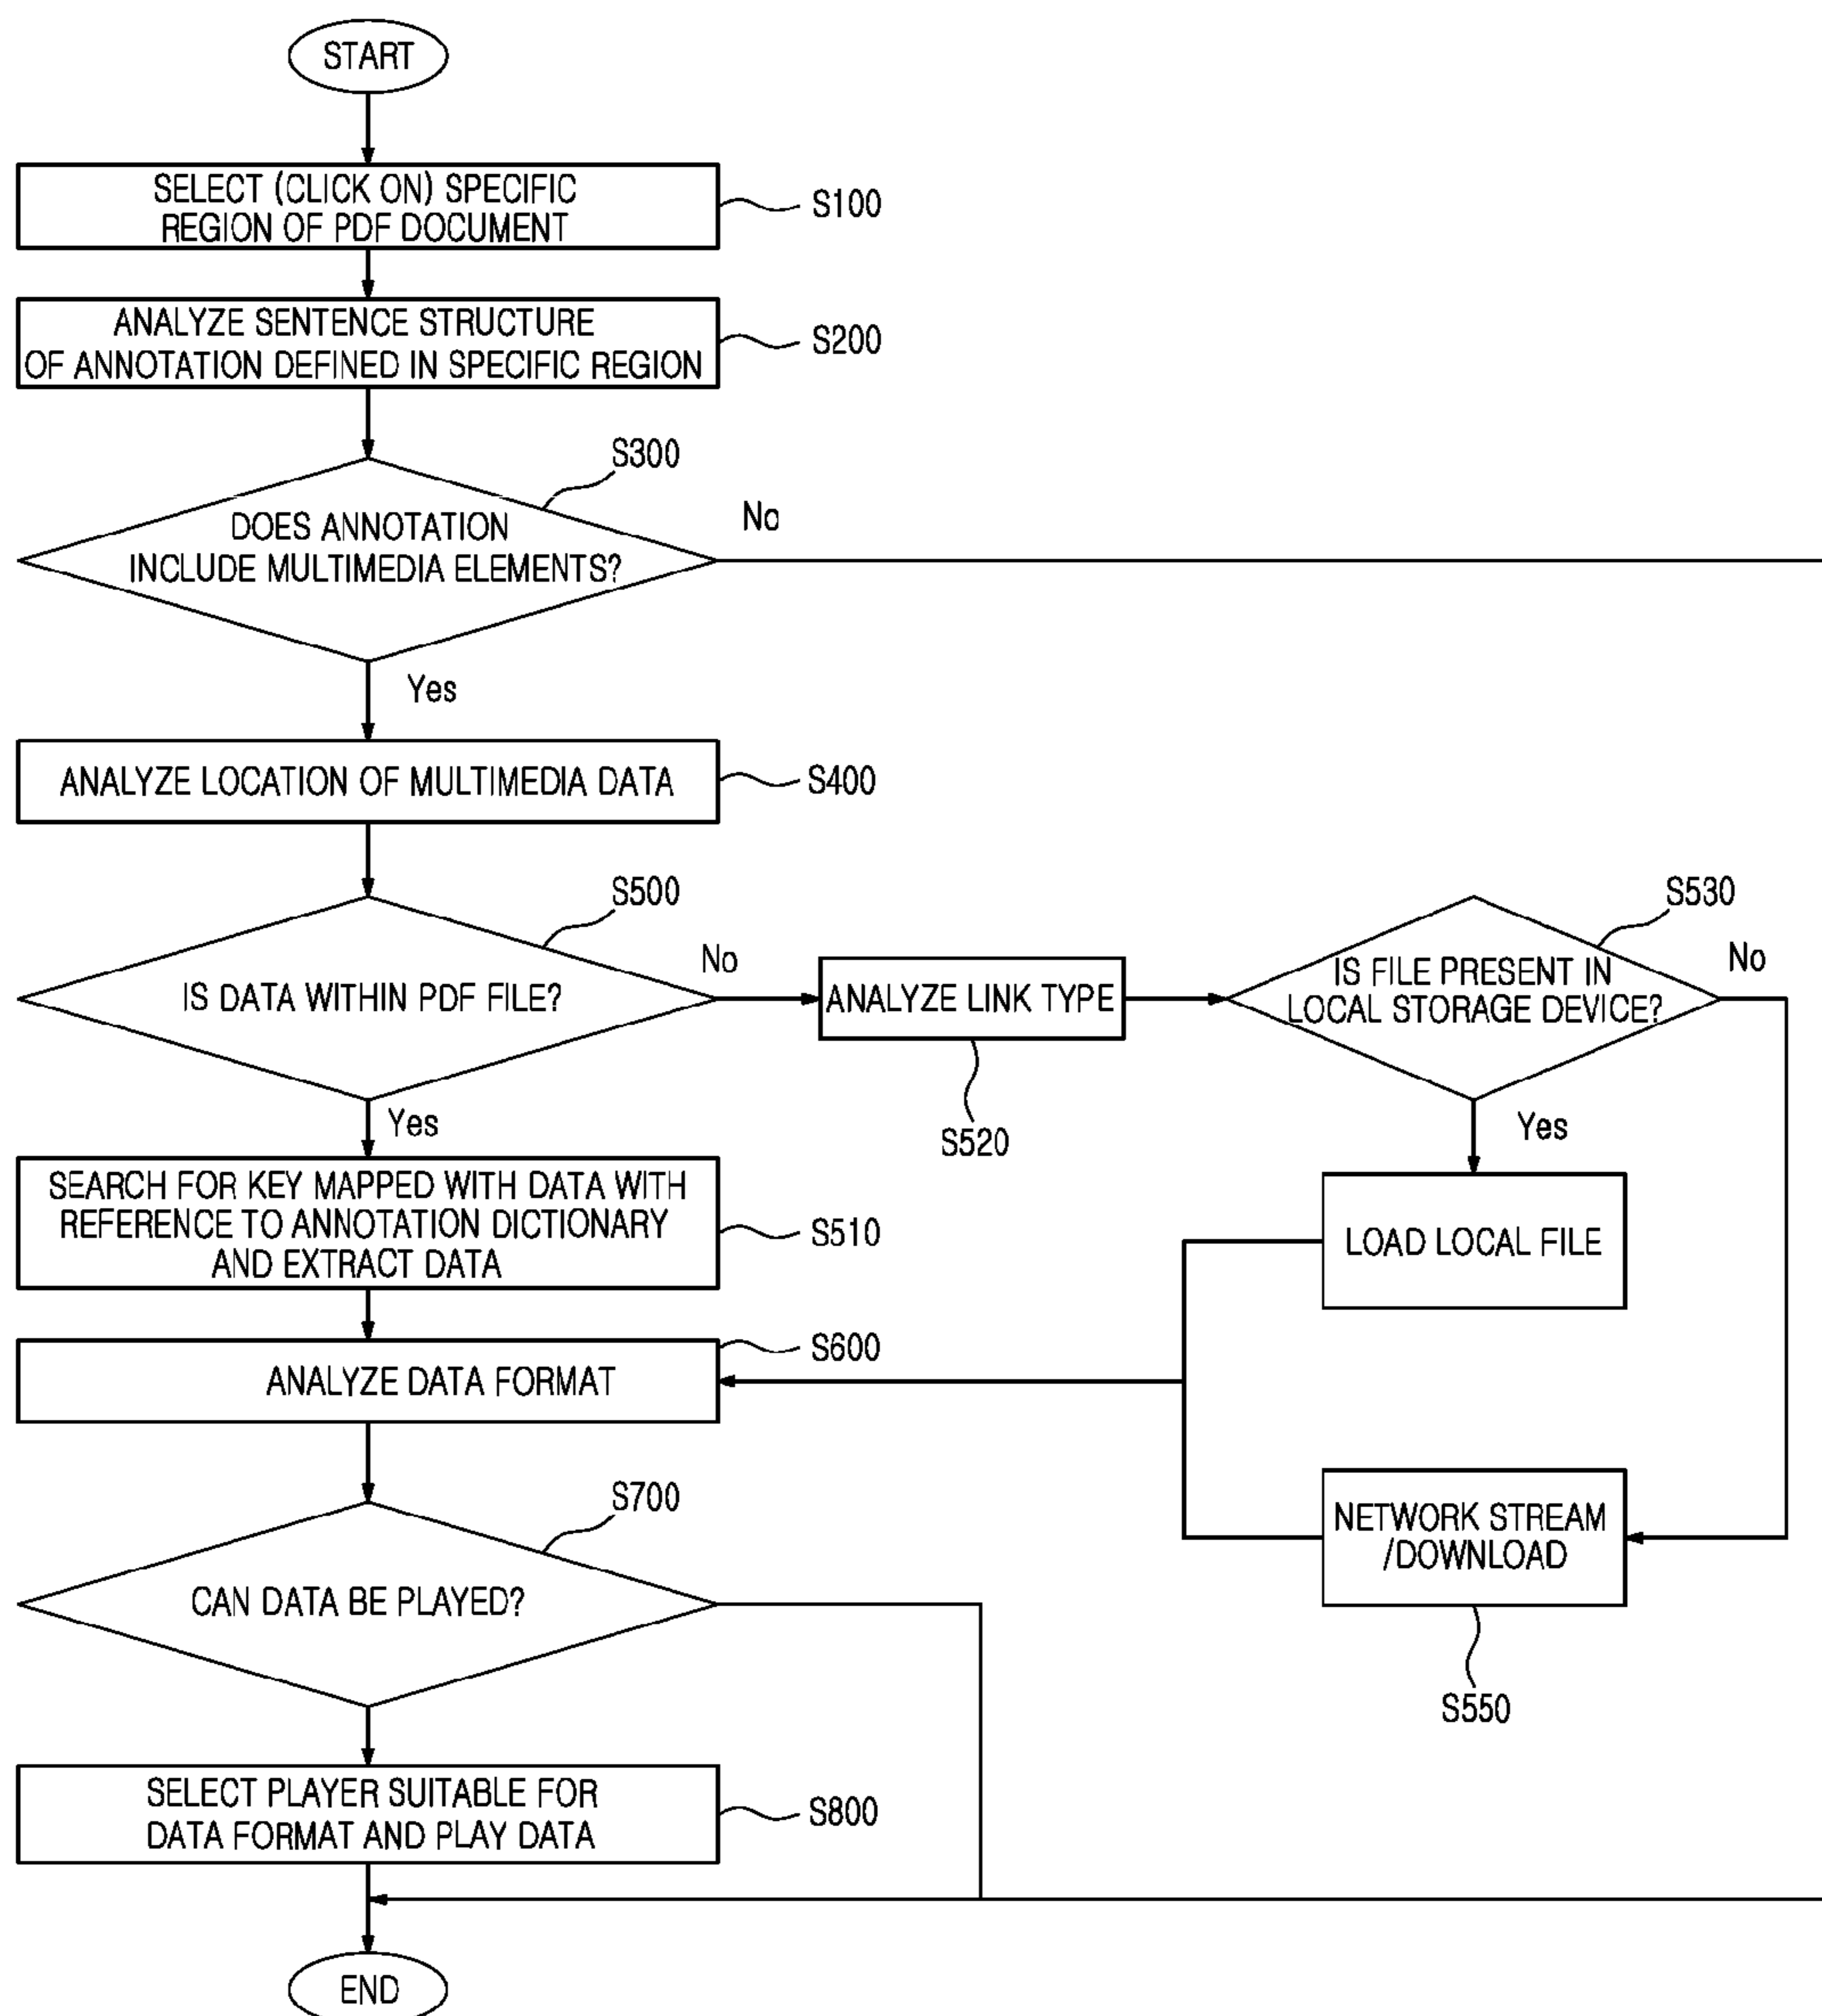 START
SELECT (CLICK ON) SPECIFIC
REGION OF PDF DOCUMENT
S100
ANALYZE SENTENCE STRUCTURE
OF ANNOTATION DEFINED IN SPECIFIC REGION
S200
S300
DOES ANNOTATION
INCLUDE MULTIMEDIA ELEMENTS?
No
Yes
ANALYZE LOCATION OF MULTIMEDIA DATA
S400
S500
IS DATA WITHIN PDF FILE?
No
Yes
ANALYZE LINK TYPE
S520
S530
IS FILE PRESENT IN
LOCAL STORAGE DEVICE?
No
Yes
SEARCH FOR KEY MAPPED WITH DATA WITH
REFERENCE TO ANNOTATION DICTIONARY
AND EXTRACT DATA
S510
LOAD LOCAL FILE
ANALYZE DATA FORMAT
S600
NETWORK STREAM
/DOWNLOAD
S550
S700
CAN DATA BE PLAYED?
SELECT PLAYER SUITABLE FOR
DATA FORMAT AND PLAY DATA
S800
END